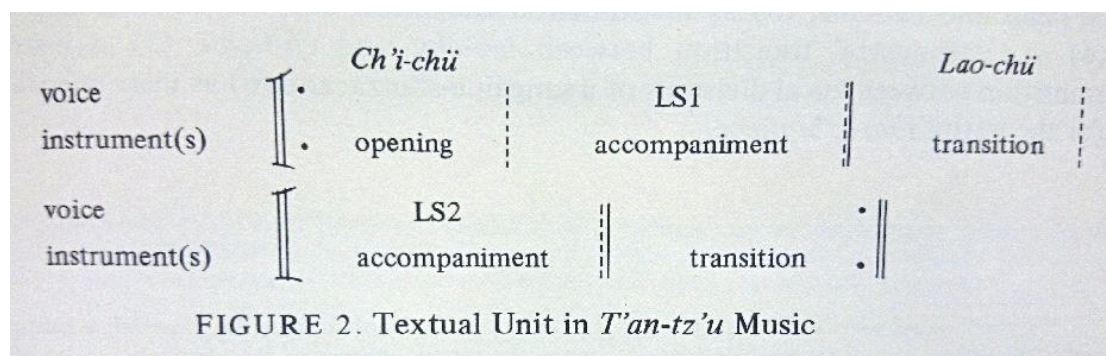 Ch’i-chü Lao-chü
voice LS1
instrument(s) opening accompaniment transition
voice LS2
instrument(s) accompaniment transition
FIGURE 2. Textual Unit in T’an-tz’u Music